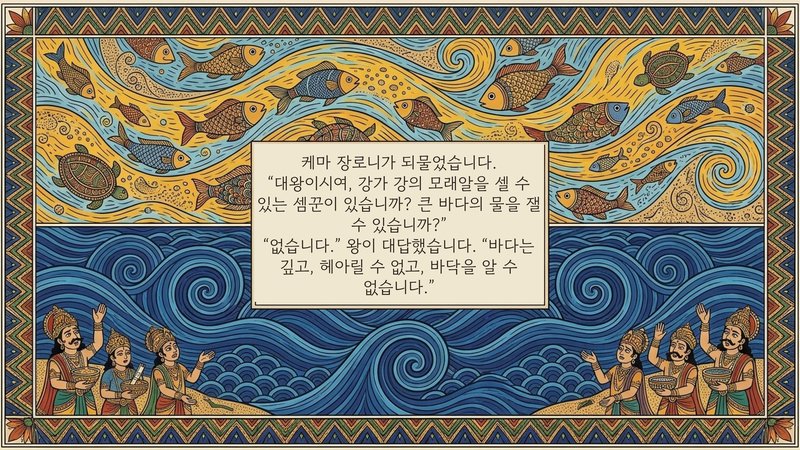 케마 장로니가 되물었습니다.
“대왕이시여, 강가 강의 모래알을 셀 수
있는 셈꾼이 있습니까? 큰 바다의 물을 잴
수 있습니까?”
“없습니다.” 왕이 대답했습니다. “바다는
깊고, 헤아릴 수 없고, 바닥을 알 수
없습니다.”